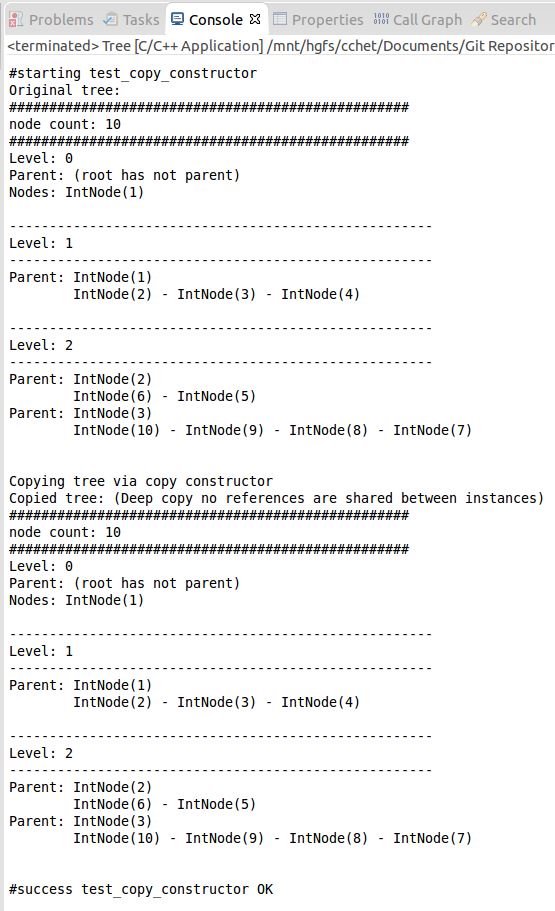 Problems Tasks Console Properties Call Graph Search
<terminated> Tree [C/C++ Application] /mnt/hgfs/cchet/Documents/Git Repositor
#starting test_copy_constructor
Original tree:
##################################################
node count: 10
##################################################
Level: 0
Parent: (root has not parent)
Nodes: IntNode(1)
-----------------------------------------------------
Level: 1
-----------------------------------------------------
Parent: IntNode(1)
IntNode(2) - IntNode(3) - IntNode(4)
-----------------------------------------------------
Level: 2
-----------------------------------------------------
Parent: IntNode(2)
IntNode(6) - IntNode(5)
Parent: IntNode(3)
IntNode(10) - IntNode(9) - IntNode(8) - IntNode(7)
Copying tree via copy constructor
Copied tree: (Deep copy no references are shared between instances)
##################################################
node count: 10
##################################################
Level: 0
Parent: (root has not parent)
Nodes: IntNode(1)
-----------------------------------------------------
Level: 1
-----------------------------------------------------
Parent: IntNode(1)
IntNode(2) - IntNode(3) - IntNode(4)
-----------------------------------------------------
Level: 2
-----------------------------------------------------
Parent: IntNode(2)
IntNode(6) - IntNode(5)
Parent: IntNode(3)
IntNode(10) - IntNode(9) - IntNode(8) - IntNode(7)
#success test_copy_constructor OK